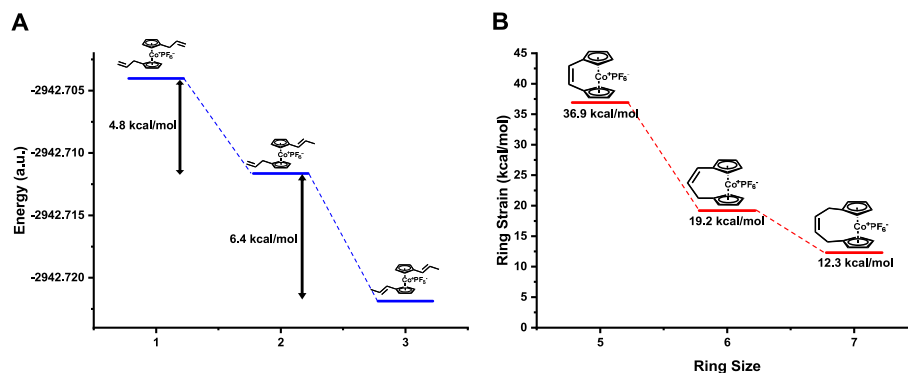 A
Energy (a.u.)
-2942.705
-2942.710
-2942.715
-2942.720
Co⁺PF₆⁻
4.8 kcal/mol
Co⁺PF₆⁻
6.4 kcal/mol
Co⁺PF₆⁻
1
2
3
B
Ring Strain (kcal/mol)
45
40
35
30
25
20
15
10
5
0
Co⁺PF₆⁻
36.9 kcal/mol
Co⁺PF₆⁻
19.2 kcal/mol
Co⁺PF₆⁻
12.3 kcal/mol
5
6
7
Ring Size